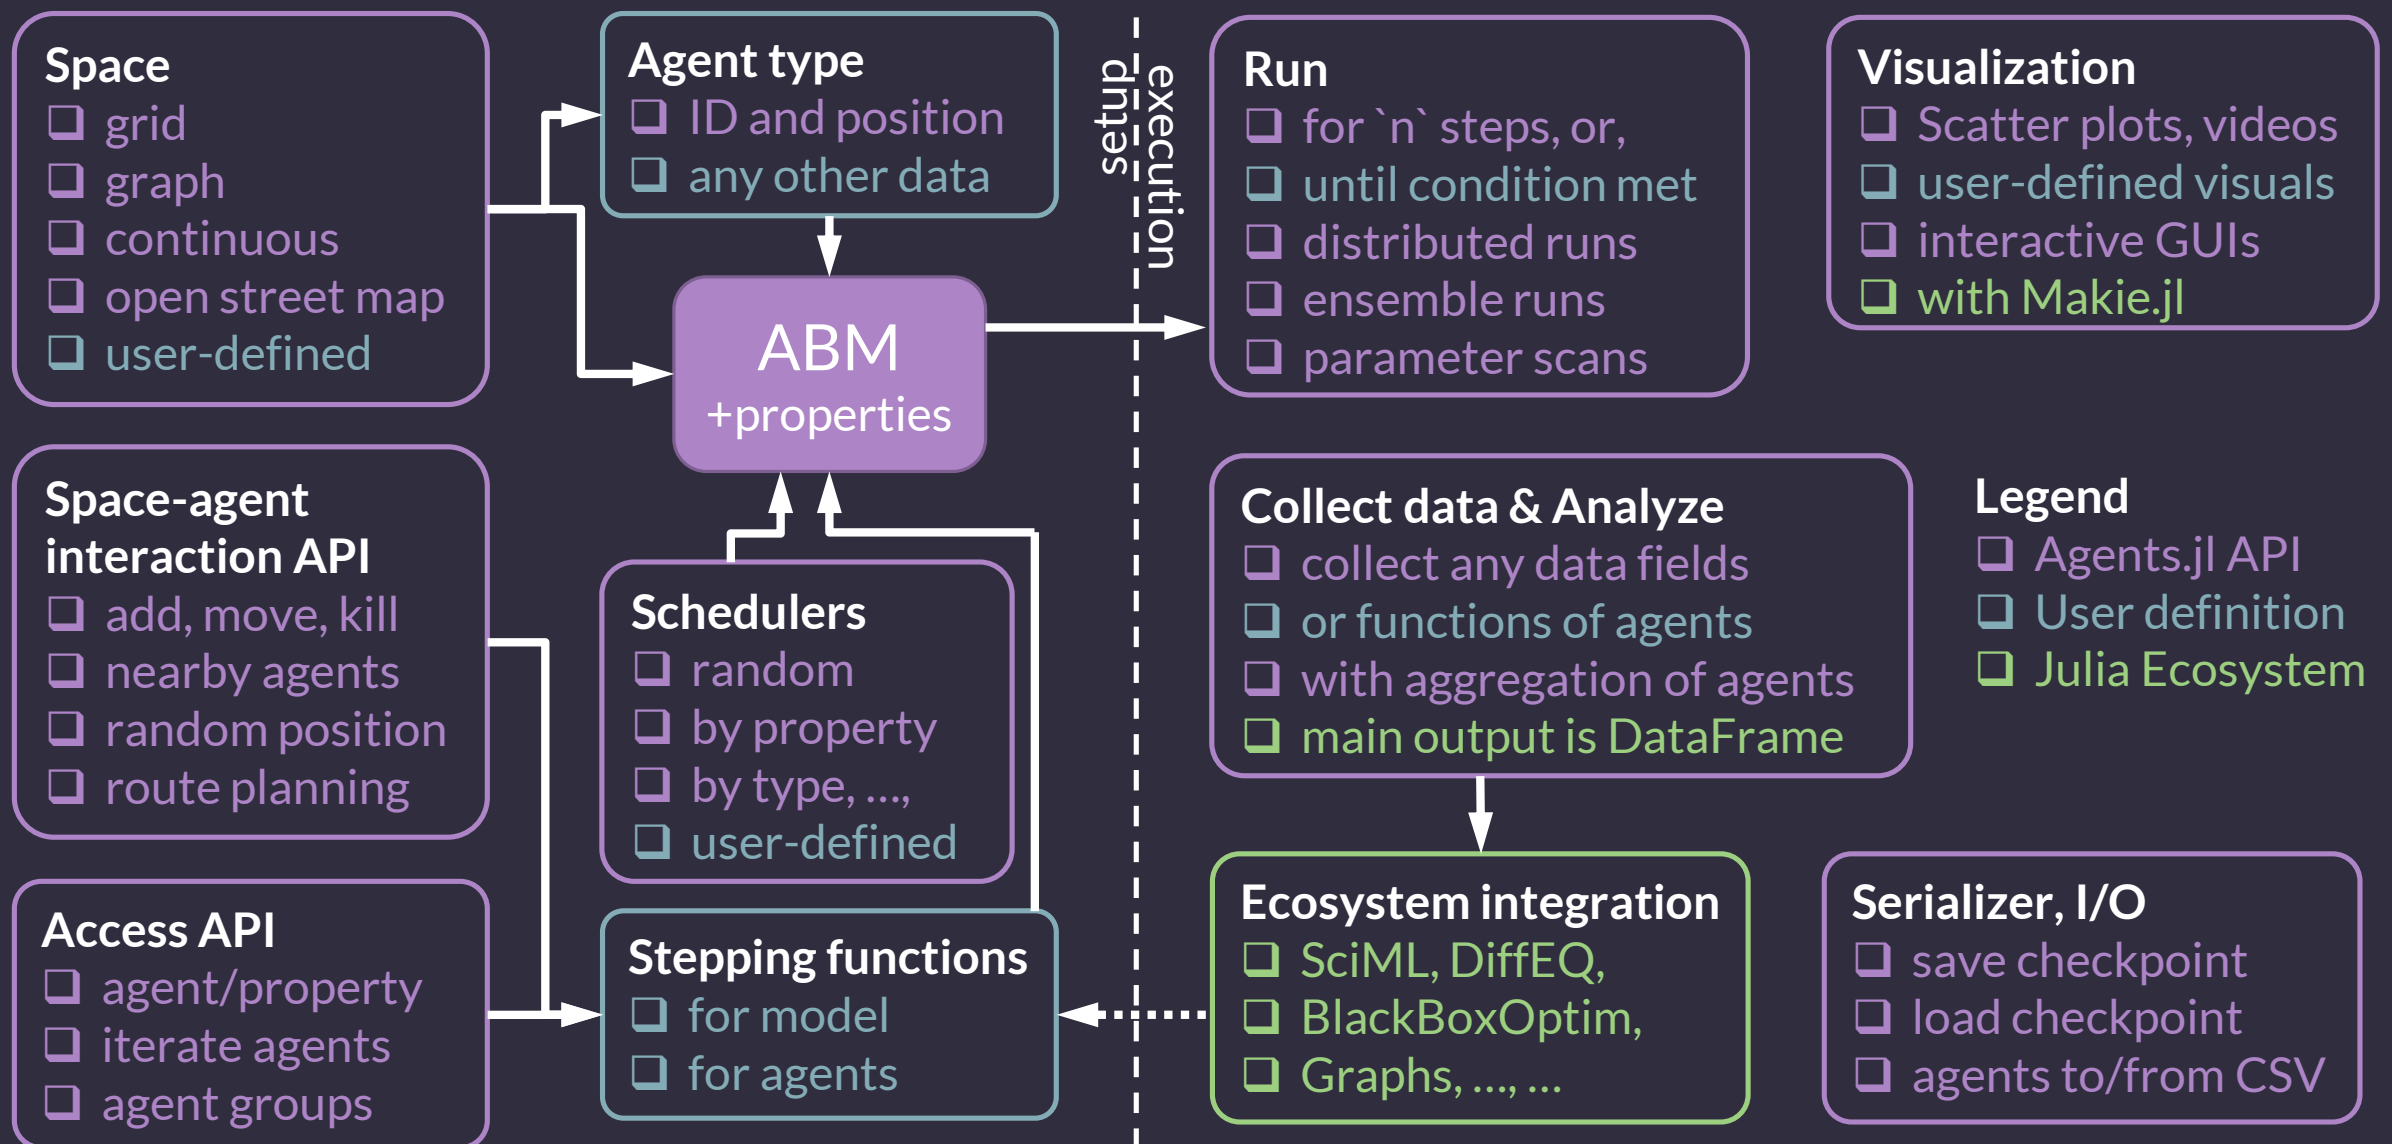 Space
grid
graph
continuous
open street map
user-defined
Agent type
ID and position
any other data
setup
execution
ABM
+properties
Space-agent
interaction API
add, move, kill
nearby agents
random position
route planning
Access API
agent/property
iterate agents
agent groups
Schedulers
random
by property
by type, ...,
user-defined
Stepping functions
for model
for agents
Run
for `n` steps, or,
until condition met
distributed runs
ensemble runs
parameter scans
Visualization
Scatter plots, videos
user-defined visuals
interactive GUIs
with Makie.jl
Collect data & Analyze
collect any data fields
or functions of agents
with aggregation of agents
main output is DataFrame
Legend
Agents.jl API
User definition
Julia Ecosystem
Ecosystem integration
SciML, DiffEQ,
BlackBoxOptim,
Graphs, ..., ...
Serializer, I/O
save checkpoint
load checkpoint
agents to/from CSV